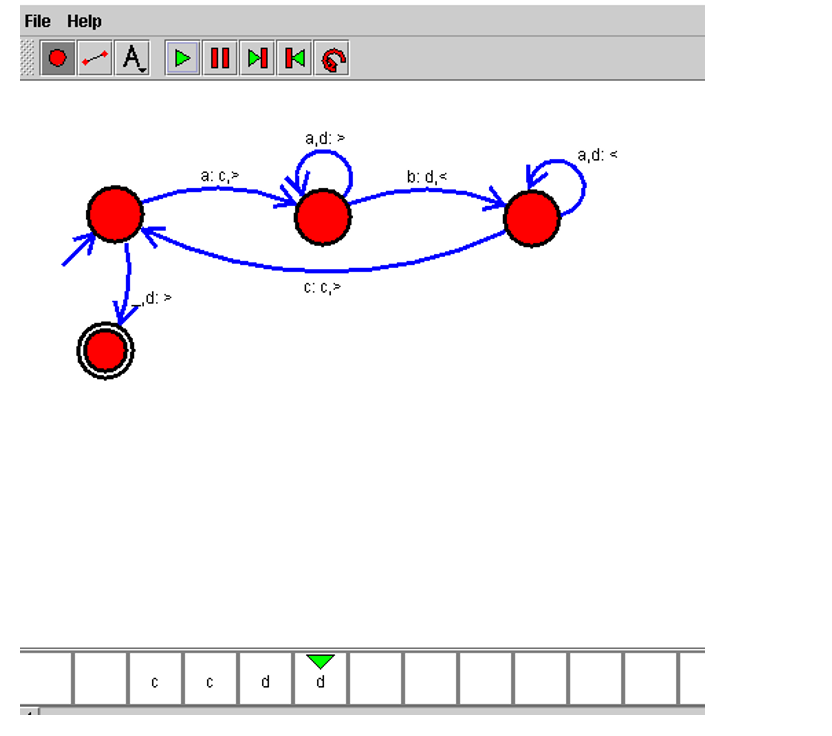 File Help
A
a,d: >
a: c,>
b: d,<
a,d: <
c: c,>
_,d: >
c c d d